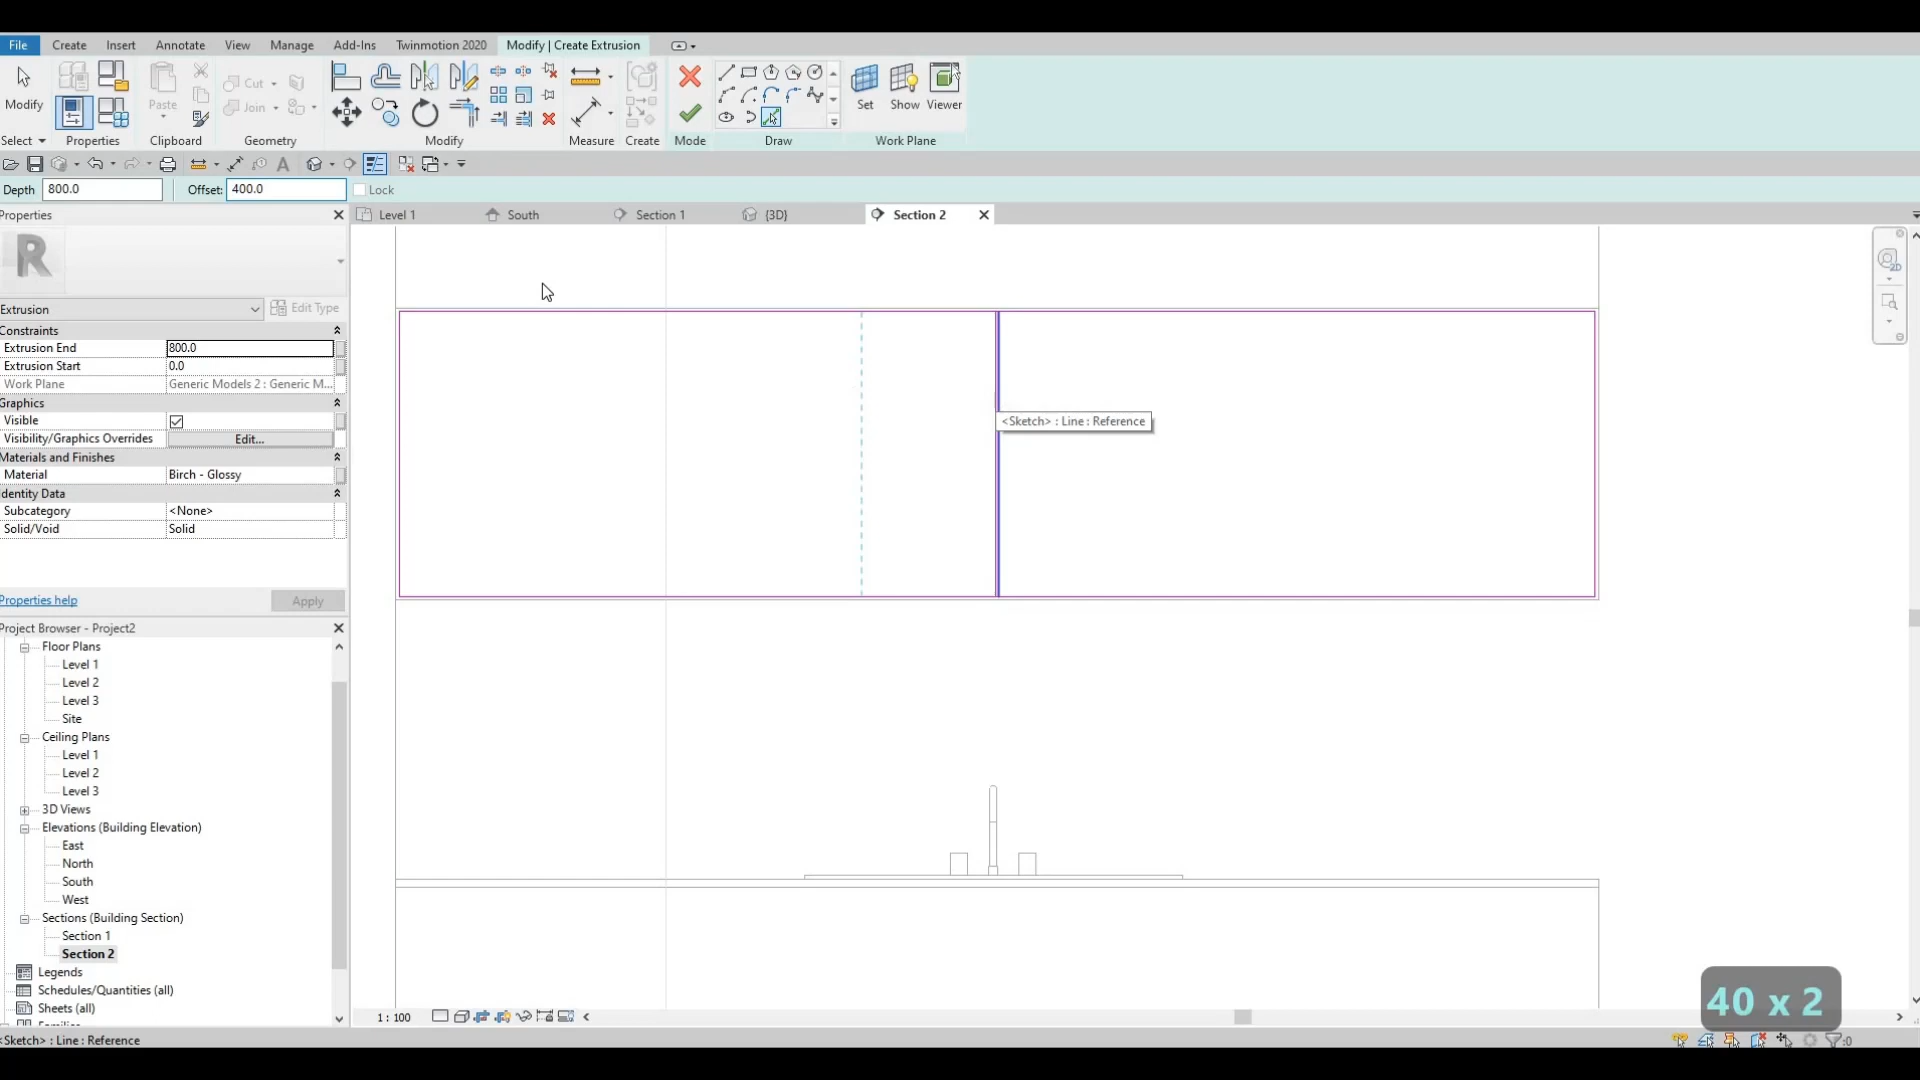 File Create Insert Annotate View Manage Add-Ins Twinmotion 2020 Modify | Create Extrusion
Modify Paste Cut Join Set Show Viewer
Select Properties Clipboard Geometry Modify Measure Create Mode Draw Work Plane
Depth 800.0 Offset: 400.0 Lock
Properties
Level 1 South Section 1 {3D} Section 2
R
Extrusion Edit Type
Constraints
Extrusion End 800.0
Extrusion Start 0.0
Work Plane Generic Models 2 : Generic M...
Graphics
Visible
Visibility/Graphics Overrides Edit...
Materials and Finishes
Material Birch - Glossy
Identity Data
Subcategory <None>
Solid/Void Solid
Properties help Apply
<Sketch> : Line : Reference
Project Browser - Project2
Floor Plans
Level 1
Level 2
Level 3
Site
Ceiling Plans
Level 1
Level 2
Level 3
3D Views
Elevations (Building Elevation)
East
North
South
West
Sections (Building Section)
Section 1
Section 2
Legends
Schedules/Quantities (all)
Sheets (all)
Families
1 : 100
40 x 2
<Sketch> : Line : Reference
:0